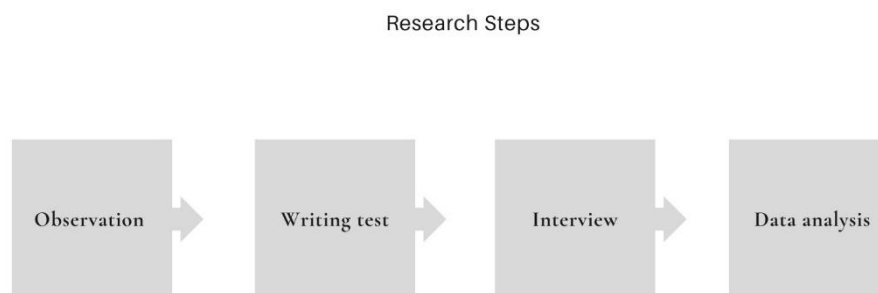 Research Steps
Observation
Writing test
Interview
Data analysis